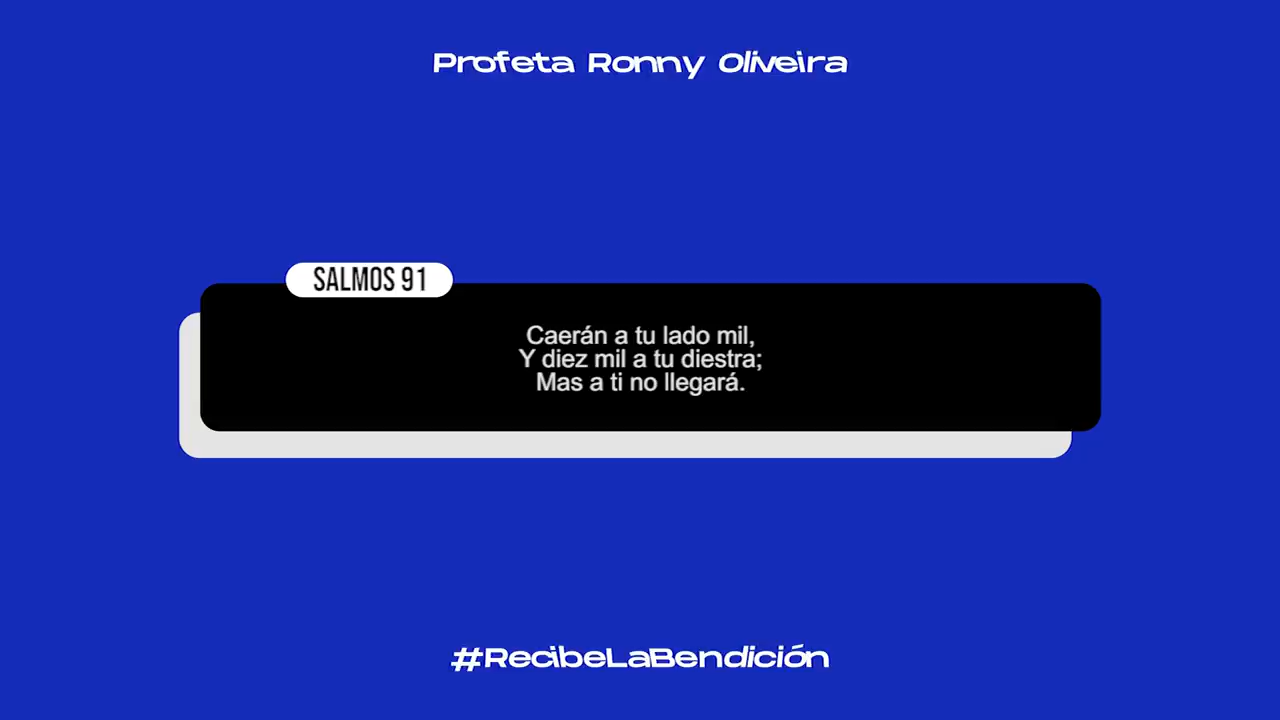 Profeta Ronny Oliveira
SALMOS 91
Caerán a tu lado mil,
Y diez mil a tu diestra;
Mas a ti no llegará.
#RecibeLaBendición